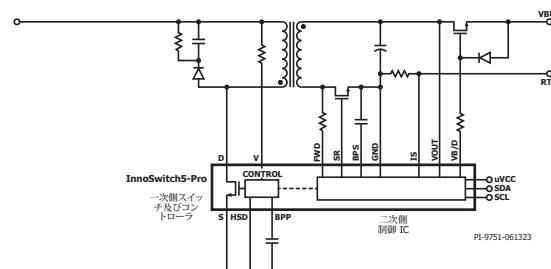 VBU
RT
FWD
SR
BPS
GND
IS
VOUT
VB/D
D
V
InnoSwitch5-Pro
CONTROL
uVCC
SDA
SCL
一次側スイッ
チ及びコン
トローラ
S
HSD
BPP
二次側
制御 IC
PI-9751-061323